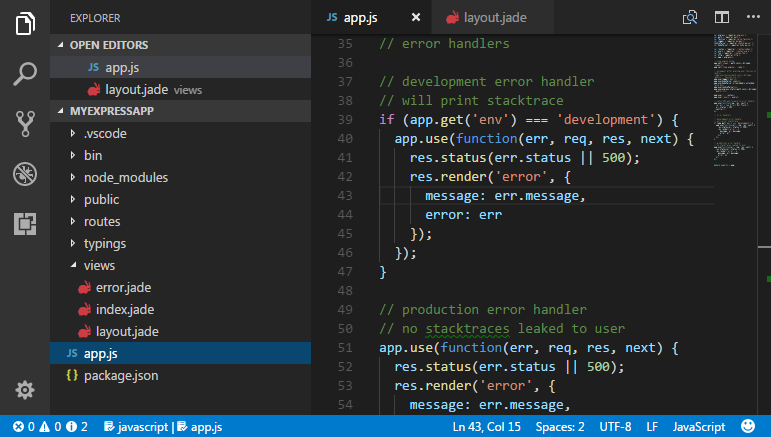 EXPLORER
OPEN EDITORS
JS app.js
layout.jade views
MYEXPRESSAPP
.vscode
bin
node_modules
public
routes
typings
views
error.jade
index.jade
layout.jade
JS app.js
{} package.json
JS app.js × layout.jade ···
35 // error handlers
36
37 // development error handler
38 // will print stacktrace
39 if (app.get('env') === 'development') {
40 app.use(function(err, req, res, next) {
41 res.status(err.status || 500);
42 res.render('error', {
43 message: err.message,
44 error: err
45 });
46 });
47 }
48
49 // production error handler
50 // no stacktraces leaked to user
51 app.use(function(err, req, res, next) {
52 res.status(err.status || 500);
53 res.render('error', {
54 message: err.message,
0 0 2 javascript | app.js Ln 43, Col 15 Spaces: 2 UTF-8 LF JavaScript